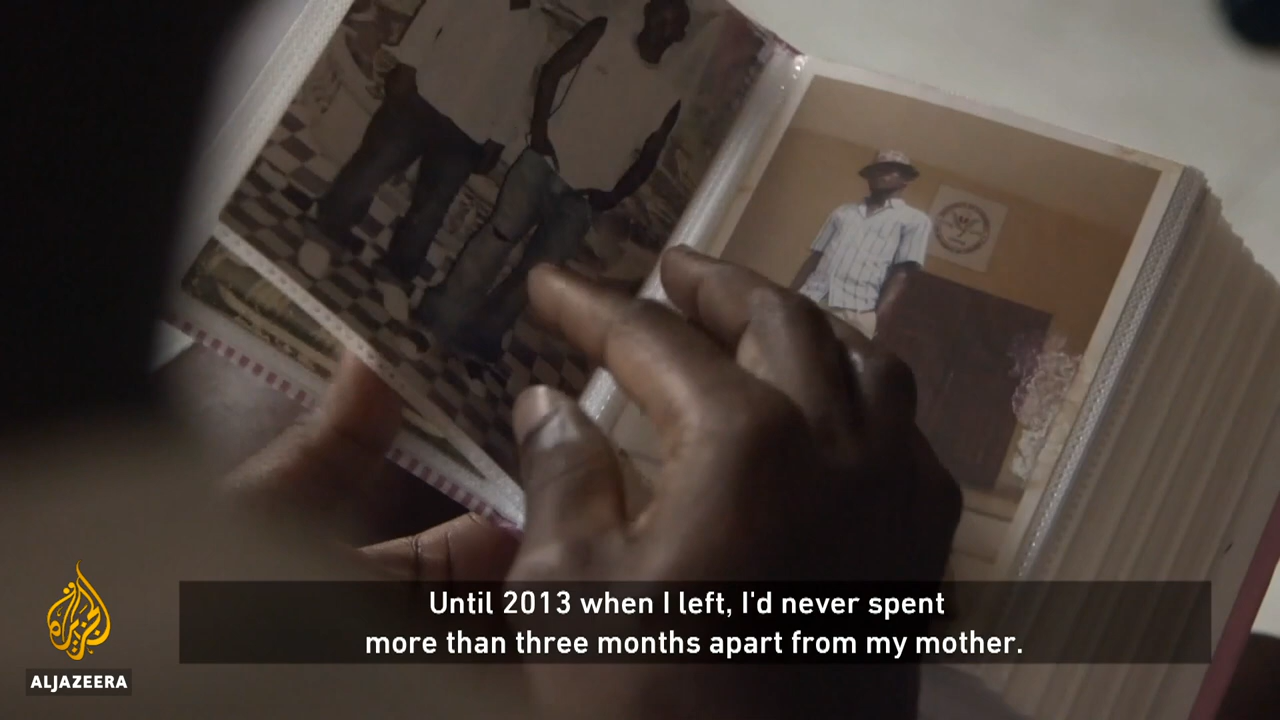 Until 2013 when I left, I'd never spent
more than three months apart from my mother.
ALJAZEERA